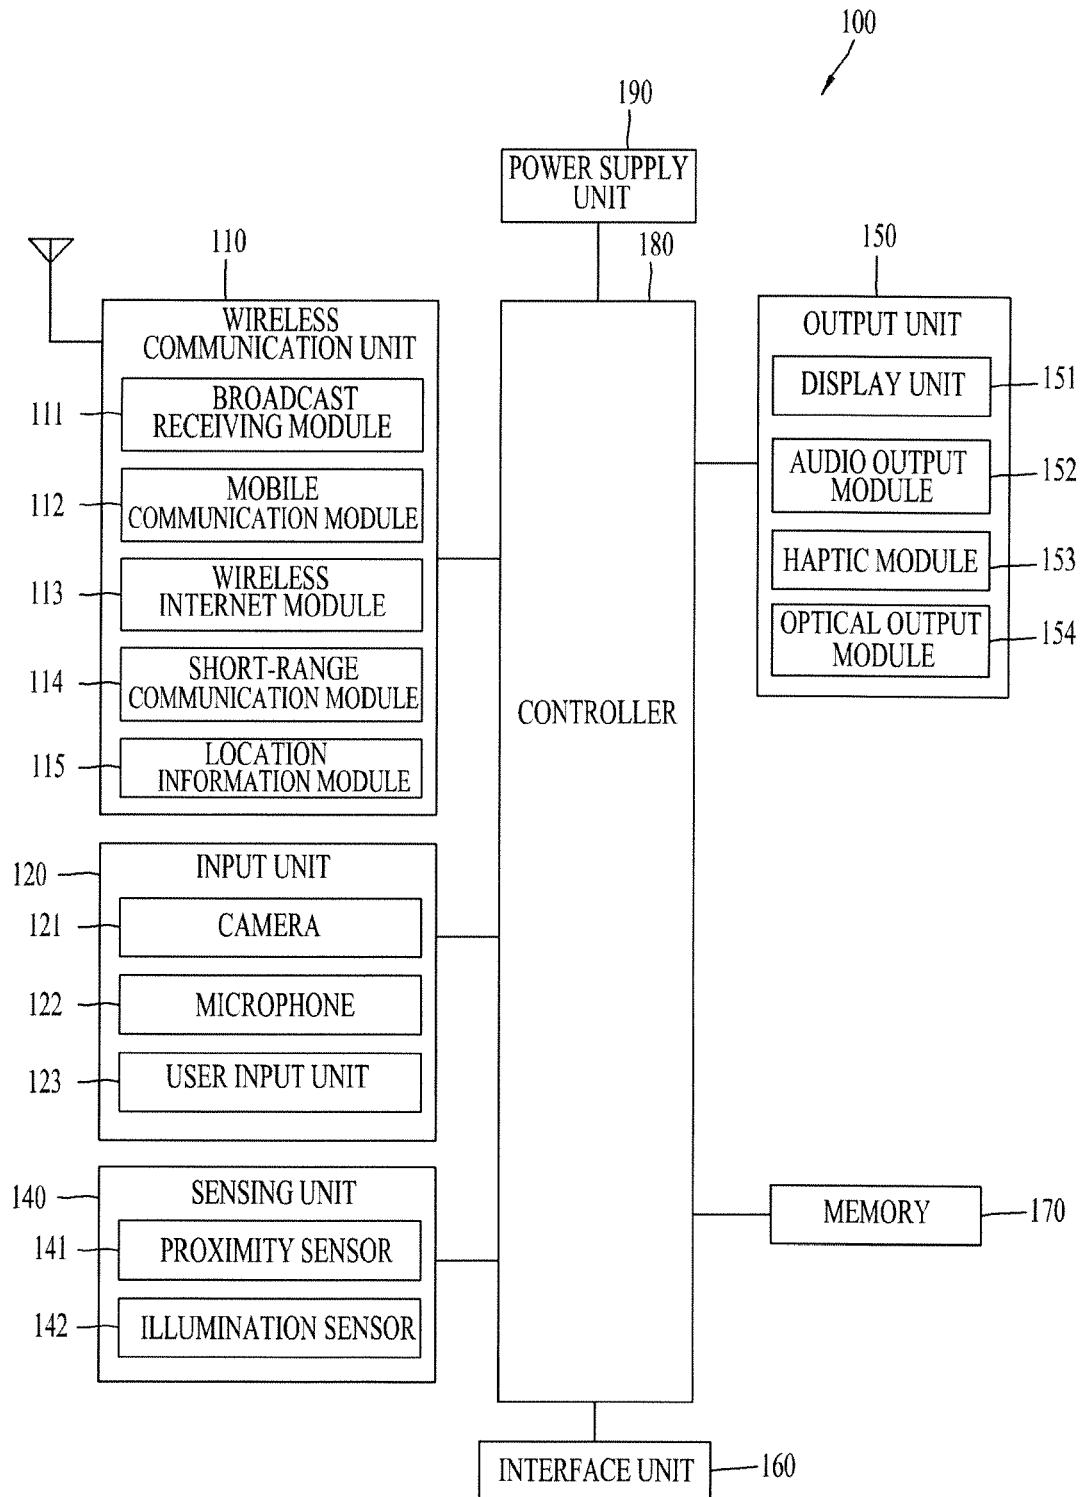 100
190
POWER SUPPLY
UNIT
110
180
150
WIRELESS
COMMUNICATION UNIT
111
BROADCAST
RECEIVING MODULE
112
MOBILE
COMMUNICATION MODULE
113
WIRELESS
INTERNET MODULE
114
SHORT-RANGE
COMMUNICATION MODULE
115
LOCATION
INFORMATION MODULE
120
INPUT UNIT
121
CAMERA
122
MICROPHONE
123
USER INPUT UNIT
140
SENSING UNIT
141
PROXIMITY SENSOR
142
ILLUMINATION SENSOR
CONTROLLER
OUTPUT UNIT
DISPLAY UNIT
151
AUDIO OUTPUT
MODULE
152
HAPTIC MODULE
153
OPTICAL OUTPUT
MODULE
154
MEMORY
170
INTERFACE UNIT
160